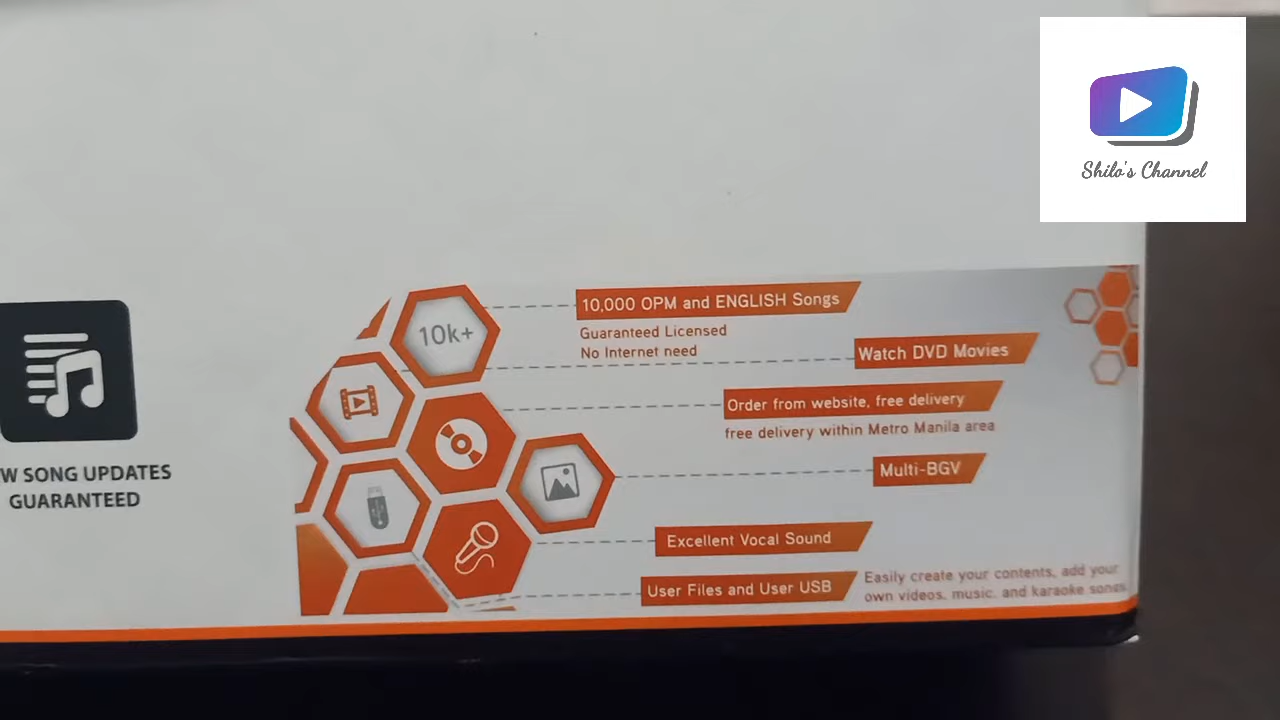 Shilo's Channel
10k+
10,000 OPM and ENGLISH Songs
Guaranteed Licensed
No Internet need
Watch DVD Movies
Order from website, free delivery
free delivery within Metro Manila area
Multi-BGV
W SONG UPDATES
GUARANTEED
Excellent Vocal Sound
User Files and User USB
Easily create your contents, add your
own videos, music, and karaoke songs